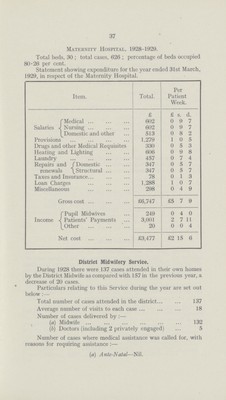 37
MATERNITY HOSPITAL, 1928-1929.
Total beds, 30; total cases, 626; percentage of beds occupied
80·26 per cent.
Statement showing expenditure for the year ended 31st March,
1929, in respect of the Maternity Hospital.
Item. Total. Per Patient Week.
£ £ s. d.
Salaries { Medical ... 602 0 9 7
Nursing ... 602 0 9 7
Domestic and other ... 513 0 8 2
Provisions ... 1,279 1 0 5
Drugs and other Medical Requisites 330 0 5 3
Heating and Lighting ... 606 0 9 8
Laundry ... 457 0 7 4
Repairs and renewals { Domestic ... 347 0 5 7
Structural ... 347 0 5 7
Taxes and Insurance ... 78 0 1 3
Loan Charges ... 1,288 1 0 7
Miscellaneous ... 298 0 4 9
Gross cost ... £6,747 £5 7 9
Income { Pupil Midwives ... 249 0 4 0
Patients' Payments ... 3,001 2 7 11
Other ... 20 0 0 4
Net cost ... £3,477 £2 15 6
District Midwifery Service.
During 1928 there were 137 cases attended in their own homes
by the District Midwife as compared with 157 in the previous year, a
decrease of 20 cases.
Particulars relating to this Service during the year are set out
below :—
Total number of cases attended in the district ... 137
Average number of visits to each case ... 18
Number of cases delivered by :—
(a) Midwife ... 132
(b) Doctors (including 2 privately engaged) ... 5
Number of cases where medical assistance was called for, with
reasons for requiring assistance :—
(a) Ante-Natal—Nil.